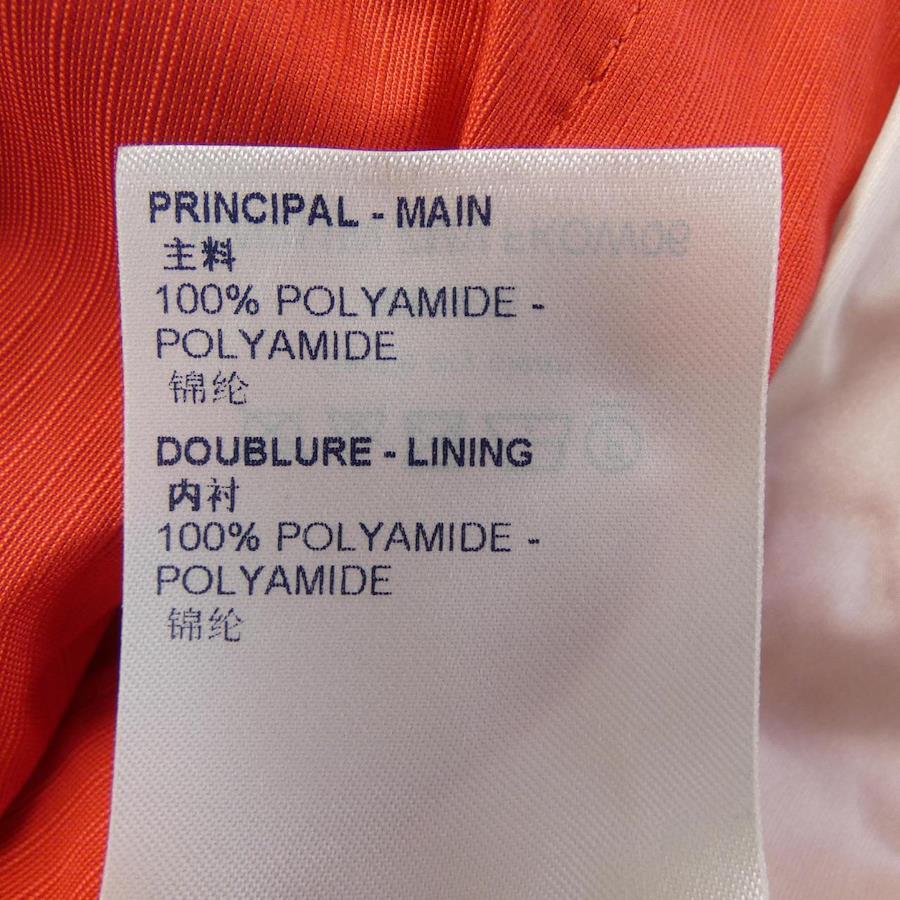 PRINCIPAL - MAIN
主料
100% POLYAMIDE -
POLYAMIDE
锦纶
DOUBLURE - LINING
内衬
100% POLYAMIDE -
POLYAMIDE
锦纶